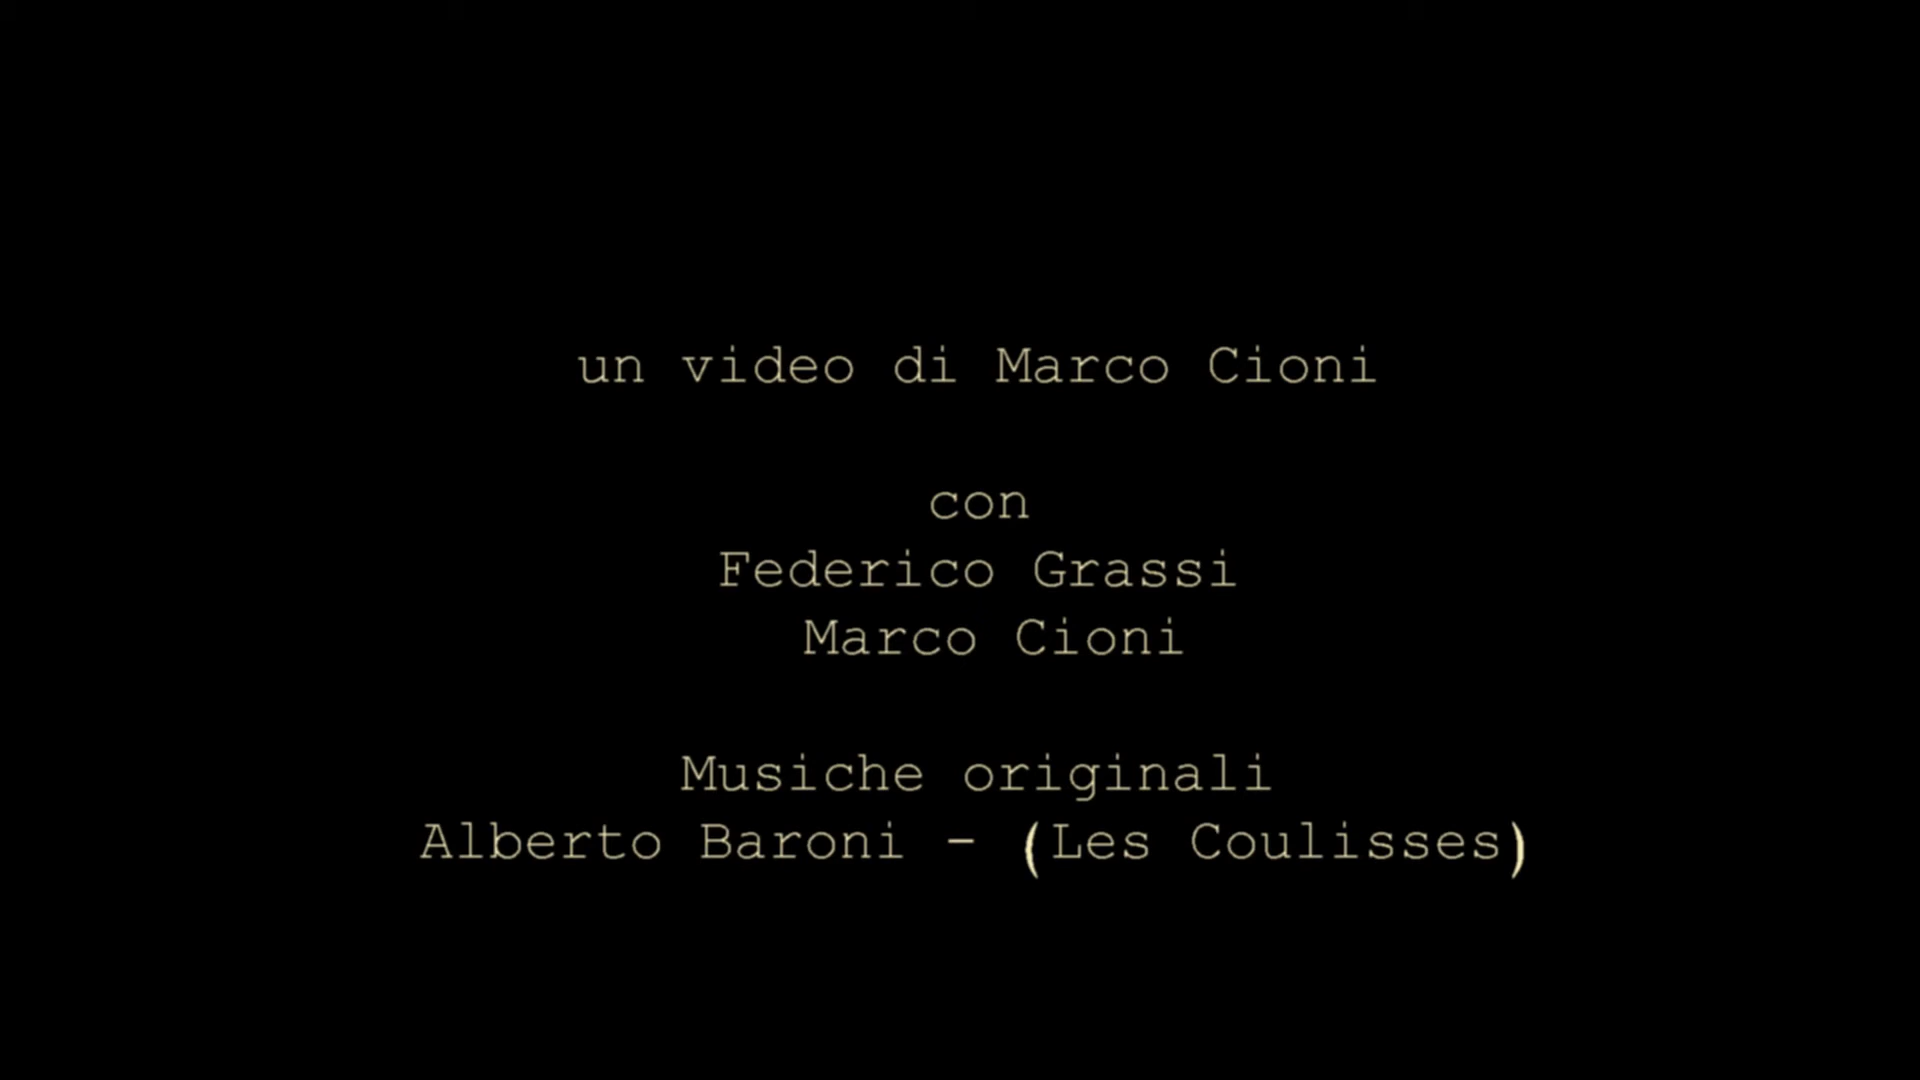 un video di Marco Cioni
con
Federico Grassi
Marco Cioni
Musiche originali
Alberto Baroni - (Les Coulisses)